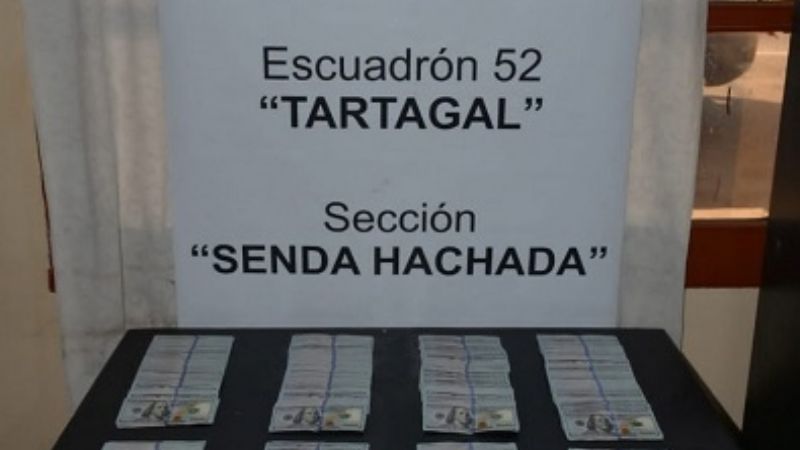 Escuadrón 52
“TARTAGAL”
Sección
“SENDA HACHADA”